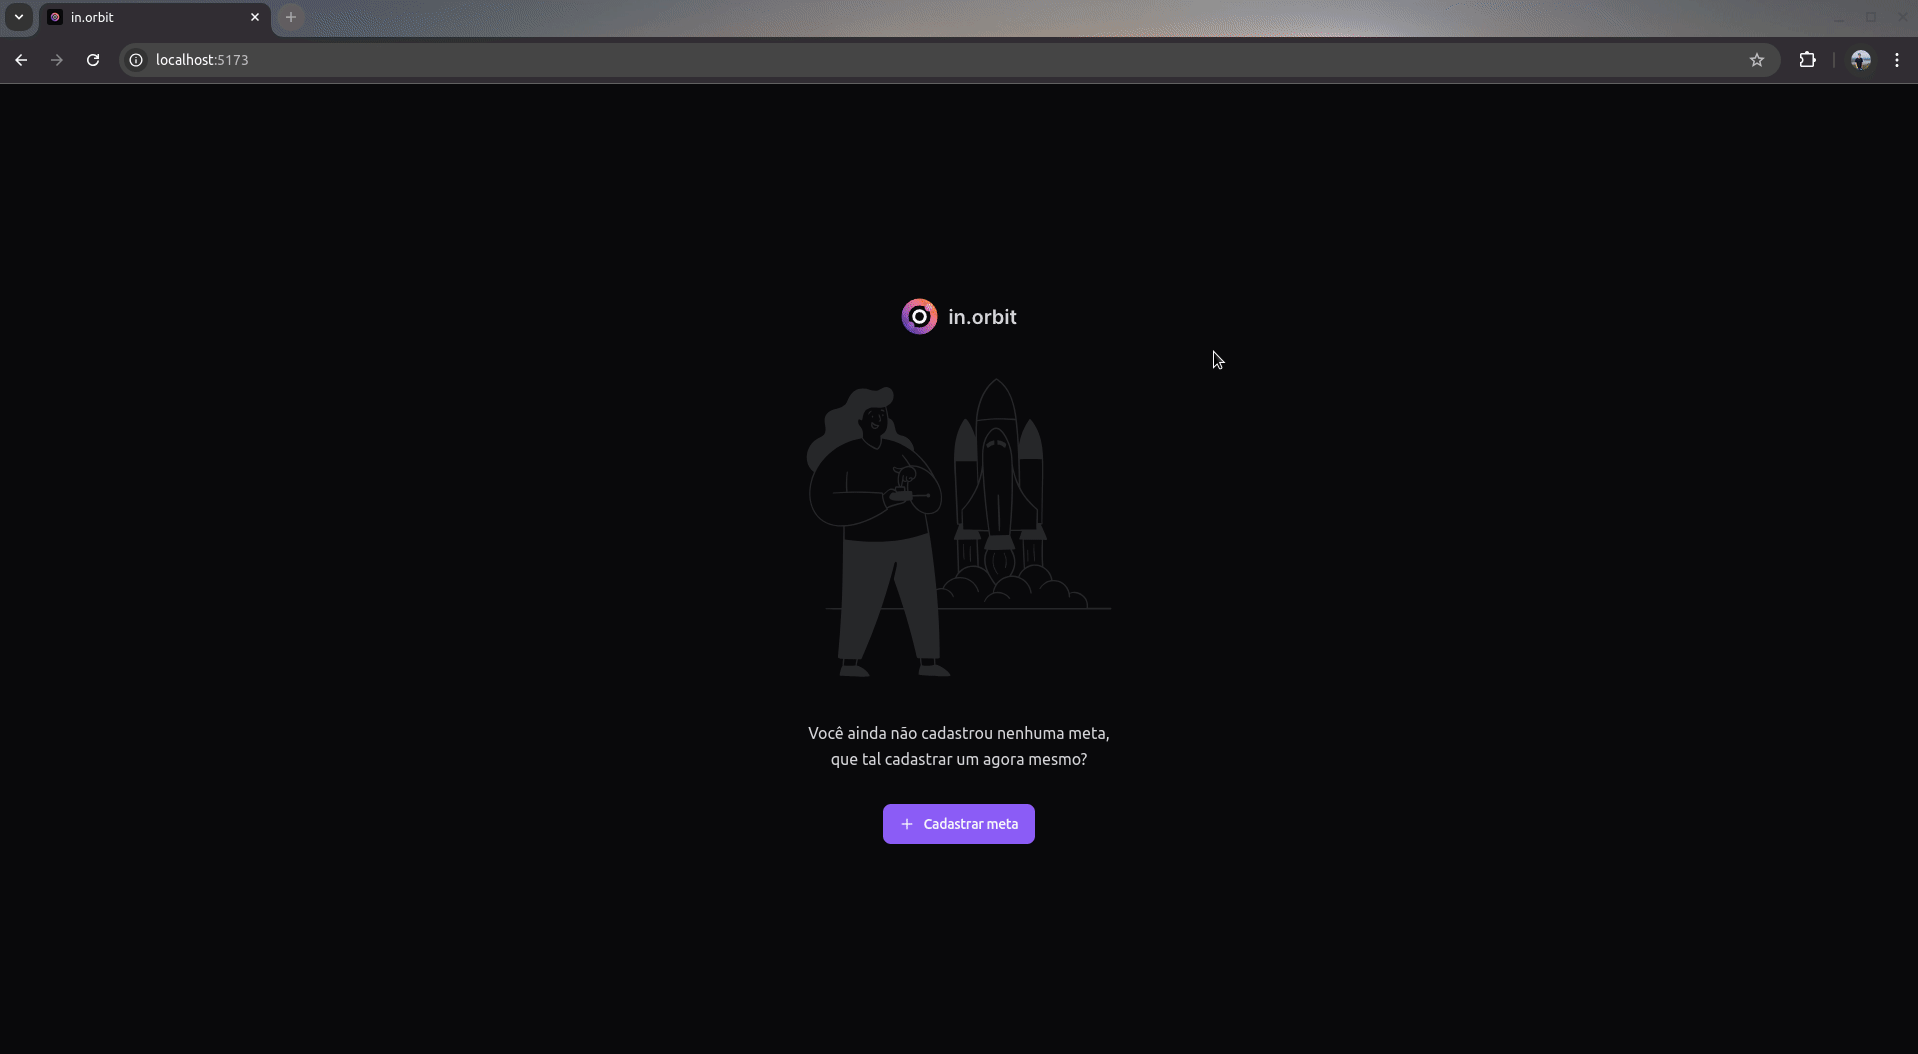 in.orbit
localhost:5173
in.orbit
Você ainda não cadastrou nenhuma meta,
que tal cadastrar um agora mesmo?
Cadastrar meta